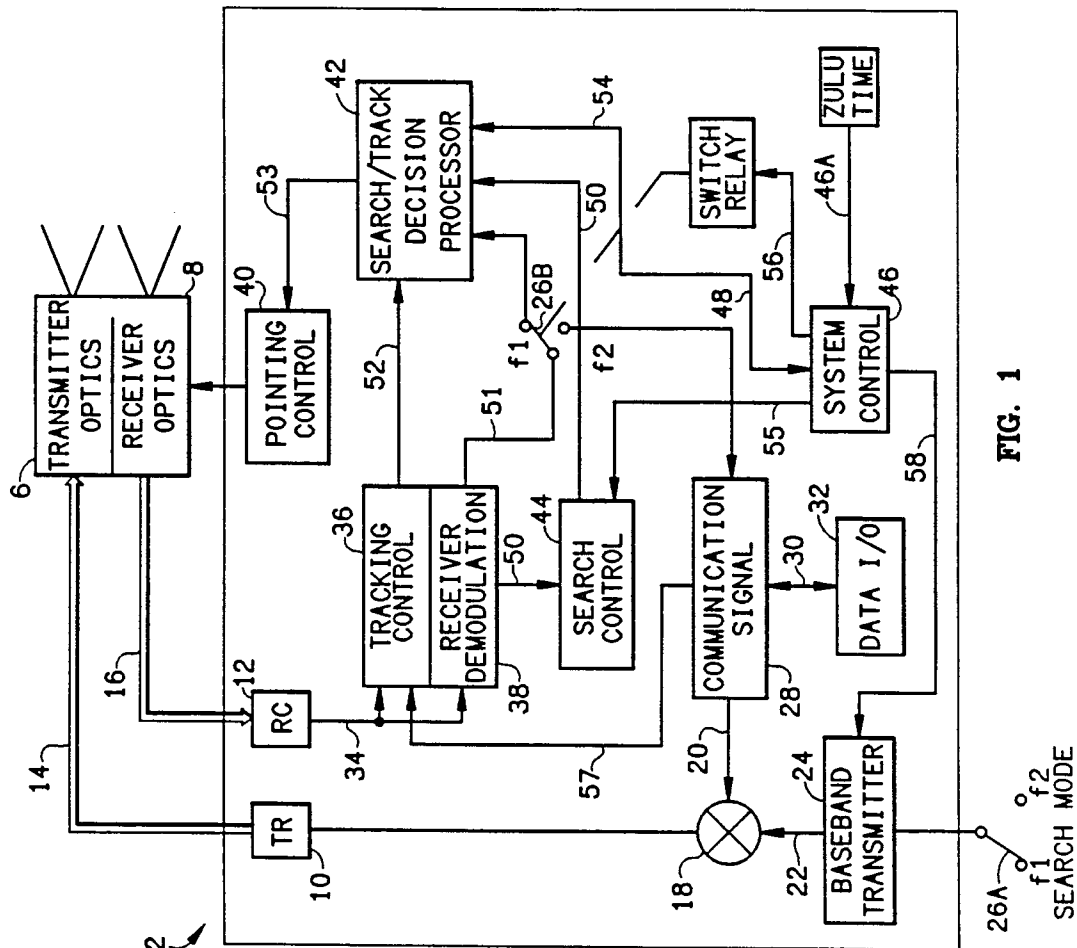 2
6
TRANSMITTER
OPTICS
RECEIVER
OPTICS
8
14
16
10
TR
12
RC
34
40
POINTING
CONTROL
53
42
SEARCH/TRACK
DECISION
PROCESSOR
36
TRACKING
CONTROL
RECEIVER
DEMODULATION
38
52
51
f1
26B
f2
50
50
54
44
SEARCH
CONTROL
48
55
SWITCH
RELAY
56
57
COMMUNICATION
SIGNAL
28
20
18
22
30
32
DATA I/O
SYSTEM
CONTROL
46
46A
ZULU
TIME
58
24
BASEBAND
TRANSMITTER
26A
f1
f2
SEARCH MODE
FIG. 1